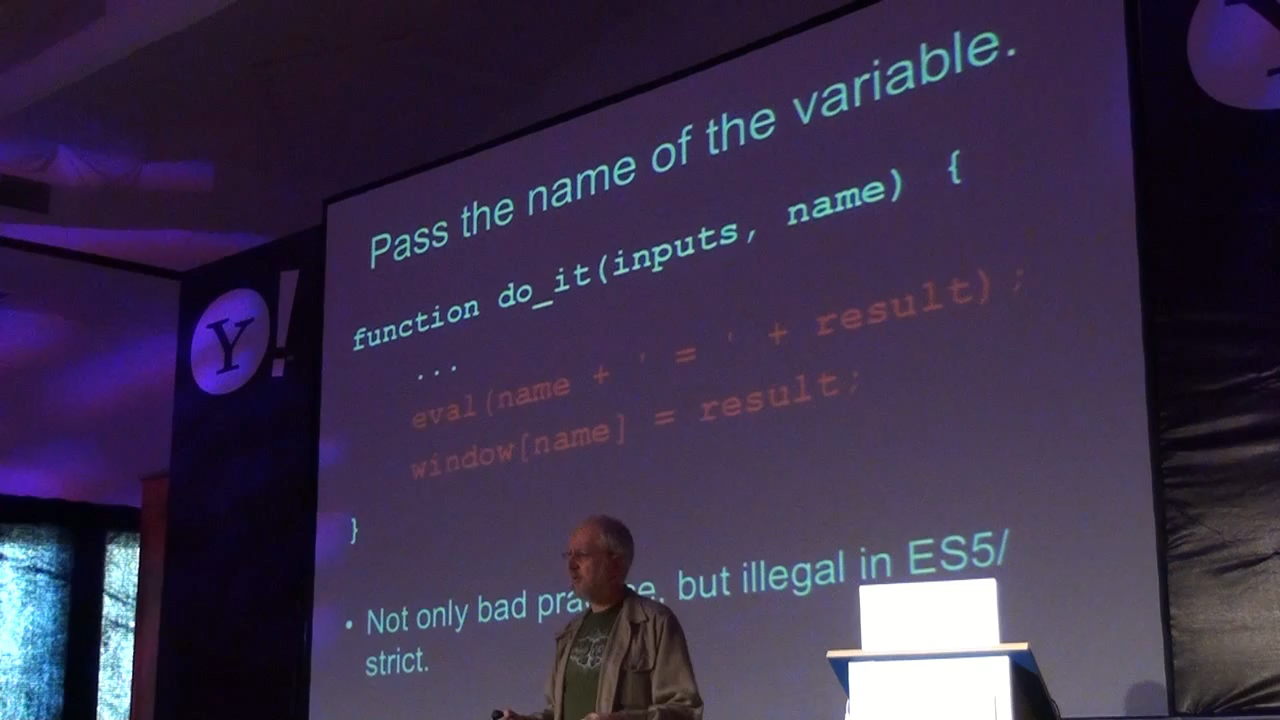 Pass the name of the variable.
function do_it(inputs, name) {
...
eval(name + ' = ' + result);
window[name] = result;
}
• Not only bad , but illegal in ES5/
strict.
Y!